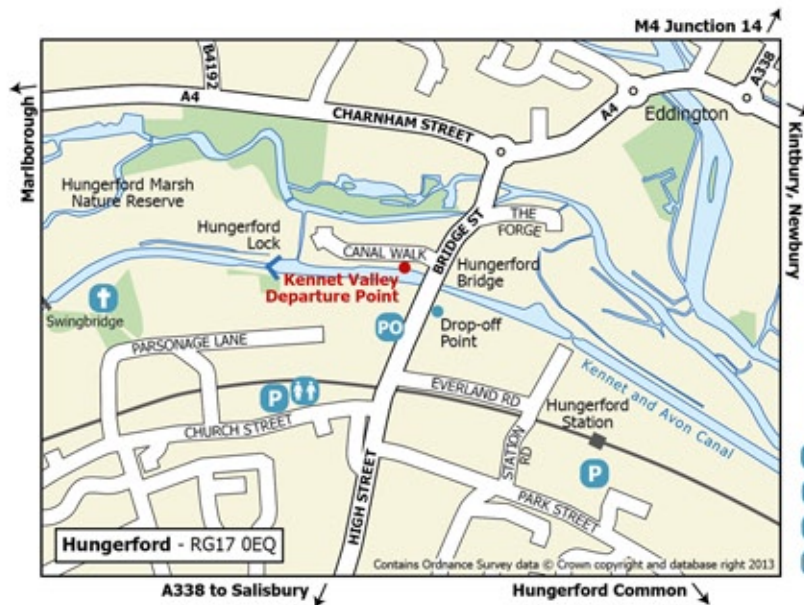 M4 Junction 14
B4192
A338
A4
CHARNHAM STREET
A4
Eddington
Marlborough
Kintbury, Newbury
Hungerford Marsh
Nature Reserve
Hungerford
Lock
CANAL WALK
BRIDGE ST
THE
FORGE
Kennet Valley
Departure Point
Hungerford
Bridge
Swingbridge
PO
Drop-off
Point
PARSONAGE LANE
Kennet and Avon Canal
EVERLAND RD
P
Hungerford
Station
CHURCH STREET
STATION
RD
P
HIGH STREET
PARK STREET
Hungerford - RG17 0EQ
Contains Ordnance Survey data © Crown copyright and database right 2013
A338 to Salisbury
Hungerford Common